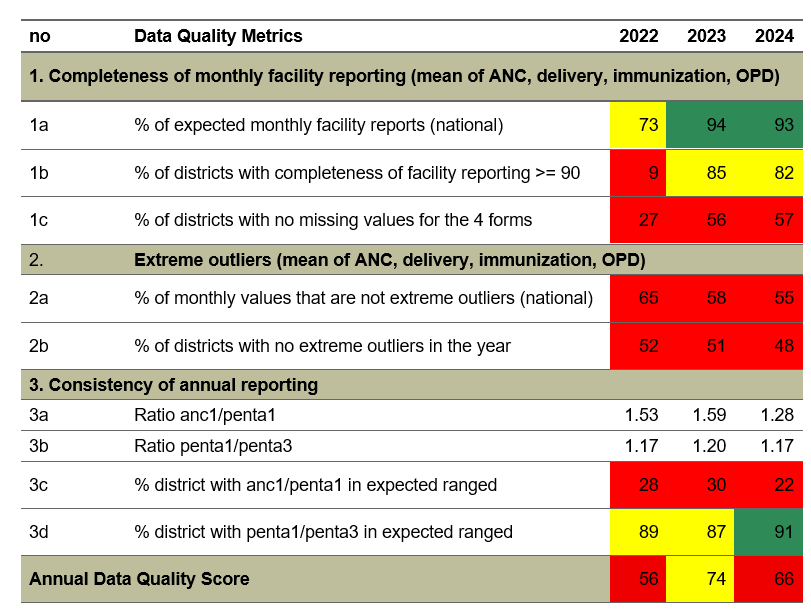 no Data Quality Metrics 2022 2023 2024
1. Completeness of monthly facility reporting (mean of ANC, delivery, immunization, OPD)
1a % of expected monthly facility reports (national) 73 94 93
1b % of districts with completeness of facility reporting >= 90 9 85 82
1c % of districts with no missing values for the 4 forms 27 56 57
2. Extreme outliers (mean of ANC, delivery, immunization, OPD)
2a % of monthly values that are not extreme outliers (national) 65 58 55
2b % of districts with no extreme outliers in the year 52 51 48
3. Consistency of annual reporting
3a Ratio anc1/penta1 1.53 1.59 1.28
3b Ratio penta1/penta3 1.17 1.20 1.17
3c % district with anc1/penta1 in expected ranged 28 30 22
3d % district with penta1/penta3 in expected ranged 89 87 91
Annual Data Quality Score 56 74 66